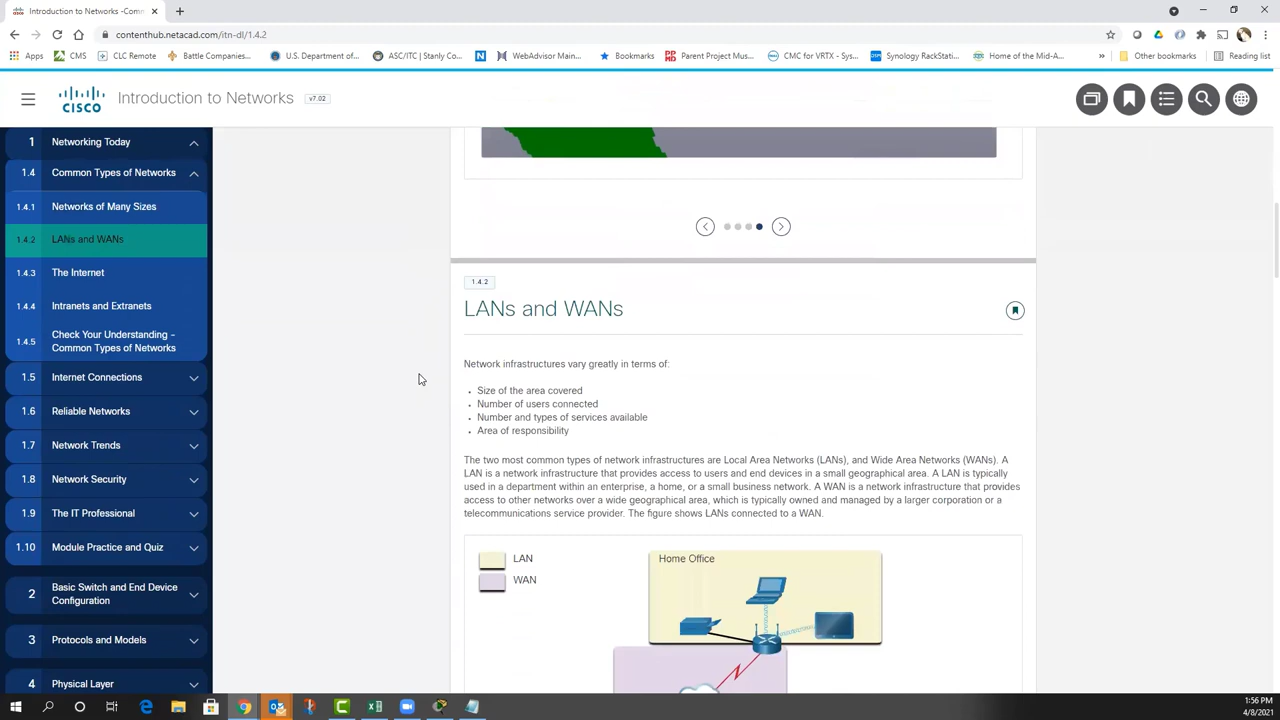 Networking Today -Com
contenthub.netacad.com/itn-dl/1.4.2
Apps
CMS
CLC Remote
Battle Companies...
U.S. Department of...
ASC/ITC | Stanly Co...
WebAdvisor Main...
Bookmarks
Parent Project Mus...
CMC for VRTX - Sys...
Synology RackStati...
Home of the Mid-A...
»
Other bookmarks
Reading list
CISCO
Introduction to Networks
v7.02
1 Networking Today
1.4 Common Types of Networks
1.4.1 Networks of Many Sizes
1.4.2 LANs and WANs
1.4.3 The Internet
1.4.4 Intranets and Extranets
1.4.5 Check Your Understanding -
Common Types of Networks
1.5 Internet Connections
1.6 Reliable Networks
1.7 Network Trends
1.8 Network Security
1.9 The IT Professional
1.10 Module Practice and Quiz
2 Basic Switch and End Device
Configuration
3 Protocols and Models
4 Physical Layer
1.4.2
LANs and WANs
Network infrastructures vary greatly in terms of:
• Size of the area covered
• Number of users connected
• Number and types of services available
• Area of responsibility
The two most common types of network infrastructures are Local Area Networks (LANs), and Wide Area Networks (WANs). A
LAN is a network infrastructure that provides access to users and end devices in a small geographical area. A LAN is typically
used in a department within an enterprise, a home, or a small business network. A WAN is a network infrastructure that provides
access to other networks over a wide geographical area, which is typically owned and managed by a larger corporation or a
telecommunications service provider. The figure shows LANs connected to a WAN.
LAN
WAN
Home Office
1:56 PM
4/8/2021